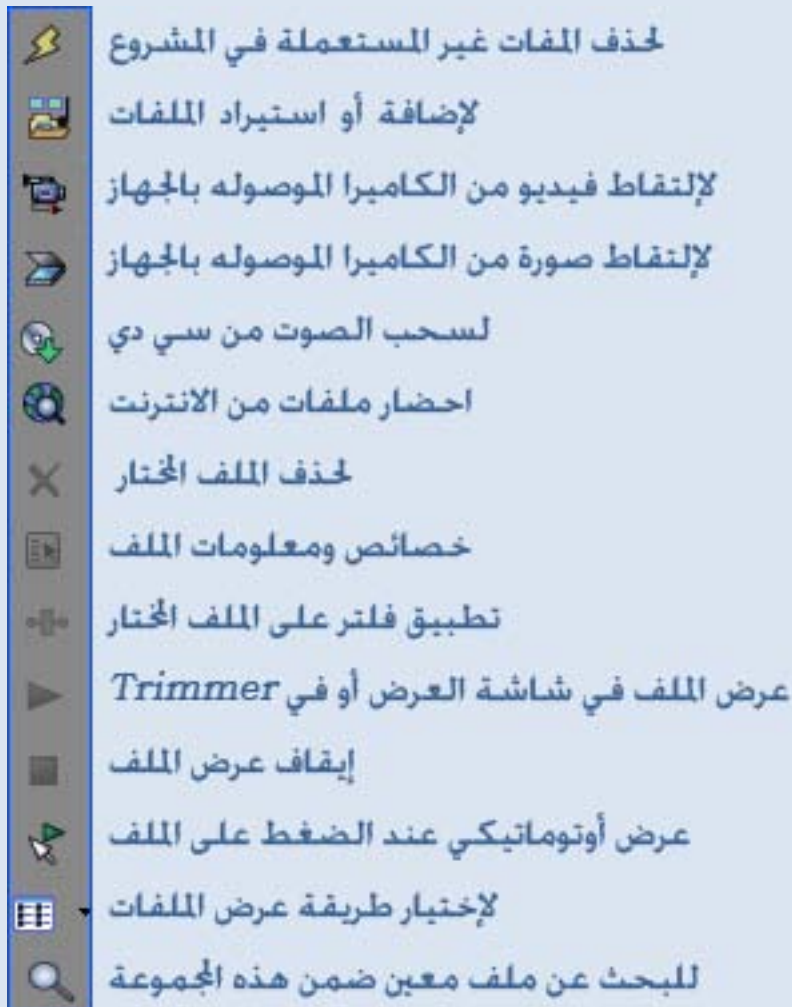 لحذف المفات غير المستعملة في المشروع
لإضافة أو استيراد الملفات
لإلتقاط فيديو من الكاميرا الموصوله بالجهاز
لإلتقاط صورة من الكاميرا الموصوله بالجهاز
لسحب الصوت من سي دي
احضار ملفات من الانترنت
لحذف الملف المختار
خصائص ومعلومات الملف
تطبيق فلتر على الملف المختار
عرض الملف في شاشة العرض أو في Trimmer
إيقاف عرض الملف
عرض أوتوماتيكي عند الضغط على الملف
لإختيار طريقة عرض الملفات
للبحث عن ملف معين ضمن هذه المجموعة